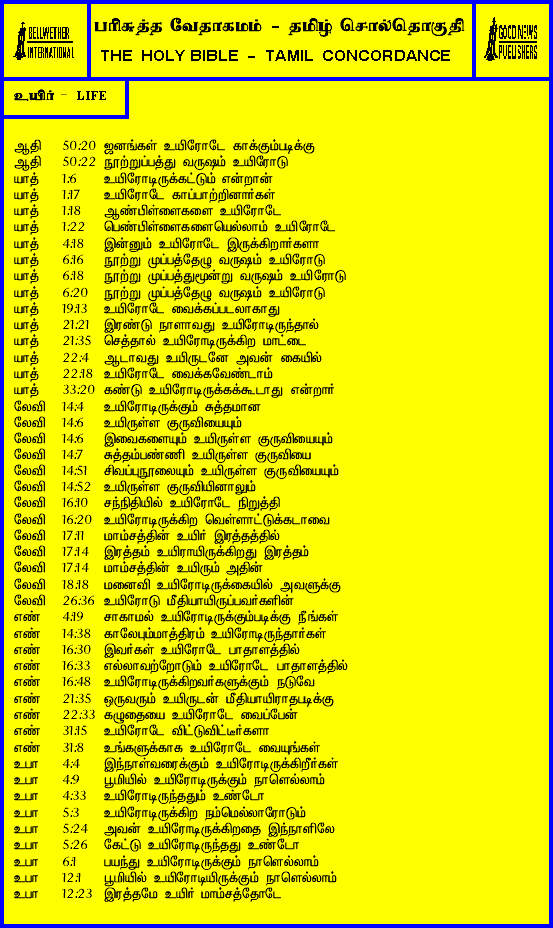 BELLWETHER
INTERNATIONAL
பரிசுத்த வேதாகமம் - தமிழ் சொல்தொகுதி
THE HOLY BIBLE - TAMIL CONCORDANCE
GOOD NEWS
PUBLISHERS
உயிர் - LIFE
ஆதி 50:20 ஜனங்கள் உயிரோடே காக்கும்படிக்கு
ஆதி 50:22 நூற்றுப்பத்து வருஷம் உயிரோடு
யாத் 1:6 உயிரோடிருக்கட்டும் என்றான்
யாத் 1:17 உயிரோடே காப்பாற்றினார்கள்
யாத் 1:18 ஆண்பிள்ளைகளை உயிரோடே
யாத் 1:22 பெண்பிள்ளைகளையெல்லாம் உயிரோடே
யாத் 4:18 இன்னும் உயிரோடே இருக்கிறார்களா
யாத் 6:16 நூற்று முப்பத்தேழு வருஷம் உயிரோடு
யாத் 6:18 நூற்று முப்பத்துமூன்று வருஷம் உயிரோடு
யாத் 6:20 நூற்று முப்பத்தேழு வருஷம் உயிரோடு
யாத் 19:13 உயிரோடே வைக்கப்படலாகாது
யாத் 21:21 இரண்டு நாளாவது உயிரோடிருந்தால்
யாத் 21:35 செத்தால் உயிரோடிருக்கிற மாட்டை
யாத் 22:4 ஆடாவது உயிருடனே அவன் கையில்
யாத் 22:18 உயிரோடே வைக்கவேண்டாம்
யாத் 33:20 கண்டு உயிரோடிருக்கக்கூடாது என்றார்
லேவி 14:4 உயிரோடிருக்கும் சுத்தமான
லேவி 14:6 உயிருள்ள குருவியையும்
லேவி 14:6 இவைகளையும் உயிருள்ள குருவியையும்
லேவி 14:7 சுத்தம்பண்ணி உயிருள்ள குருவியை
லேவி 14:51 சிவப்புநூலையும் உயிருள்ள குருவியையும்
லேவி 14:52 உயிருள்ள குருவியினாலும்
லேவி 16:10 சந்நிதியில் உயிரோடே நிறுத்தி
லேவி 16:20 உயிரோடிருக்கிற வெள்ளாட்டுக்கடாவை
லேவி 17:11 மாம்சத்தின் உயிர் இரத்தத்தில்
லேவி 17:14 இரத்தம் உயிராயிருக்கிறது இரத்தம்
லேவி 17:14 மாம்சத்தின் உயிரும் அதின்
லேவி 18:18 மனைவி உயிரோடிருக்கையில் அவளுக்கு
லேவி 26:36 உயிரோடு மீதியாயிருப்பவர்களின்
எண் 4:19 சாகாமல் உயிரோடிருக்கும்படிக்கு நீங்கள்
எண் 14:38 காலேபும்மாத்திரம் உயிரோடிருந்தார்கள்
எண் 16:30 இவர்கள் உயிரோடே பாதாளத்தில்
எண் 16:33 எல்லாவற்றோடும் உயிரோடே பாதாளத்தில்
எண் 16:48 உயிரோடிருக்கிறவர்களுக்கும் நடுவே
எண் 21:35 ஒருவரும் உயிருடன் மீதியாயிராதபடிக்கு
எண் 22:33 கழுதையை உயிரோடே வைப்பேன்
எண் 31:15 உயிரோடே விட்டுவிட்டீர்களா
எண் 31:8 உங்களுக்காக உயிரோடே வையுங்கள்
உபா 4:4 இந்நாள்வரைக்கும் உயிரோடிருக்கிறீர்கள்
உபா 4:9 பூமியில் உயிரோடிருக்கும் நாளெல்லாம்
உபா 4:33 உயிரோடிருந்ததும் உண்டோ
உபா 5:3 உயிரோடிருக்கிற நம்மெல்லாரோடும்
உபா 5:24 அவன் உயிரோடிருக்கிறதை இந்நாளிலே
உபா 5:26 கேட்டு உயிரோடிருந்தது உண்டோ
உபா 6:1 பயந்து உயிரோடிருக்கும் நாளெல்லாம்
உபா 12:1 பூமியில் உயிரோடியிருக்கும் நாளெல்லாம்
உபா 12:23 இரத்தமே உயிர் மாம்சத்தோடே